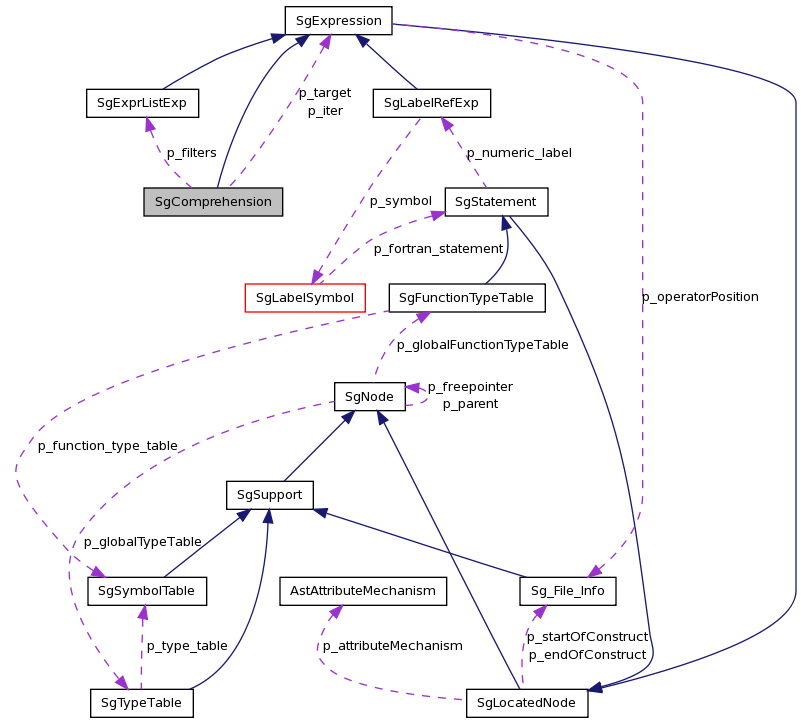 SgExpression
SgExprListExp
p_target
p_iter
SgLabelRefExp
p_filters
p_numeric_label
SgComprehension
p_symbol
SgStatement
p_fortran_statement
SgLabelSymbol
SgFunctionTypeTable
p_operatorPosition
p_globalFunctionTypeTable
SgNode
p_freepointer
p_parent
p_function_type_table
SgSupport
p_globalTypeTable
SgSymbolTable
AstAttributeMechanism
Sg_File_Info
p_type_table
p_attributeMechanism
p_startOfConstruct
p_endOfConstruct
SgTypeTable
SgLocatedNode